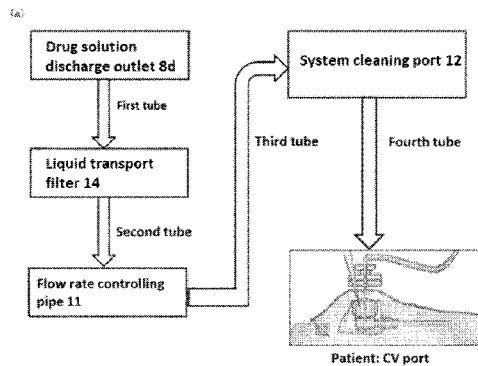 (a)
Drug solution
discharge outlet 8d
First tube
Liquid transport
filter 14
Second tube
Flow rate controlling
pipe 11
Third tube
System cleaning port 12
Fourth tube
Patient: CV port